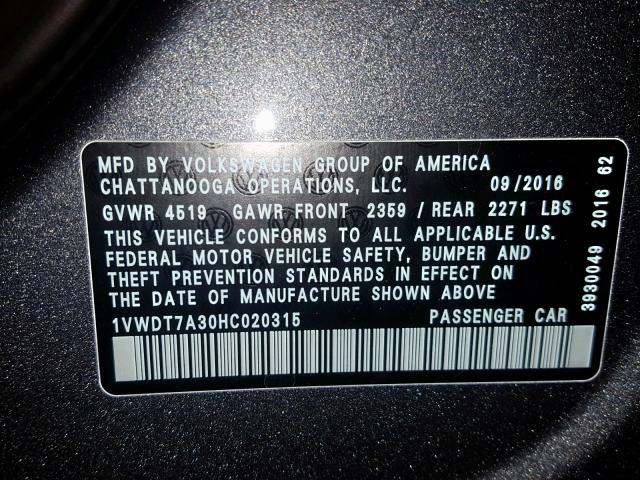 MFD BY VOLKSWAGEN GROUP OF AMERICA
CHATTANOOGA OPERATIONS, LLC. 09/2016
GVWR 4519 GAWR FRONT 2359 / REAR 2271 LBS
THIS VEHICLE CONFORMS TO ALL APPLICABLE U.S.
FEDERAL MOTOR VEHICLE SAFETY, BUMPER AND
THEFT PREVENTION STANDARDS IN EFFECT ON
THE DATE OF MANUFACTURE SHOWN ABOVE
1VWDT7A30HC020315 PASSENGER CAR
3930049 2016 62